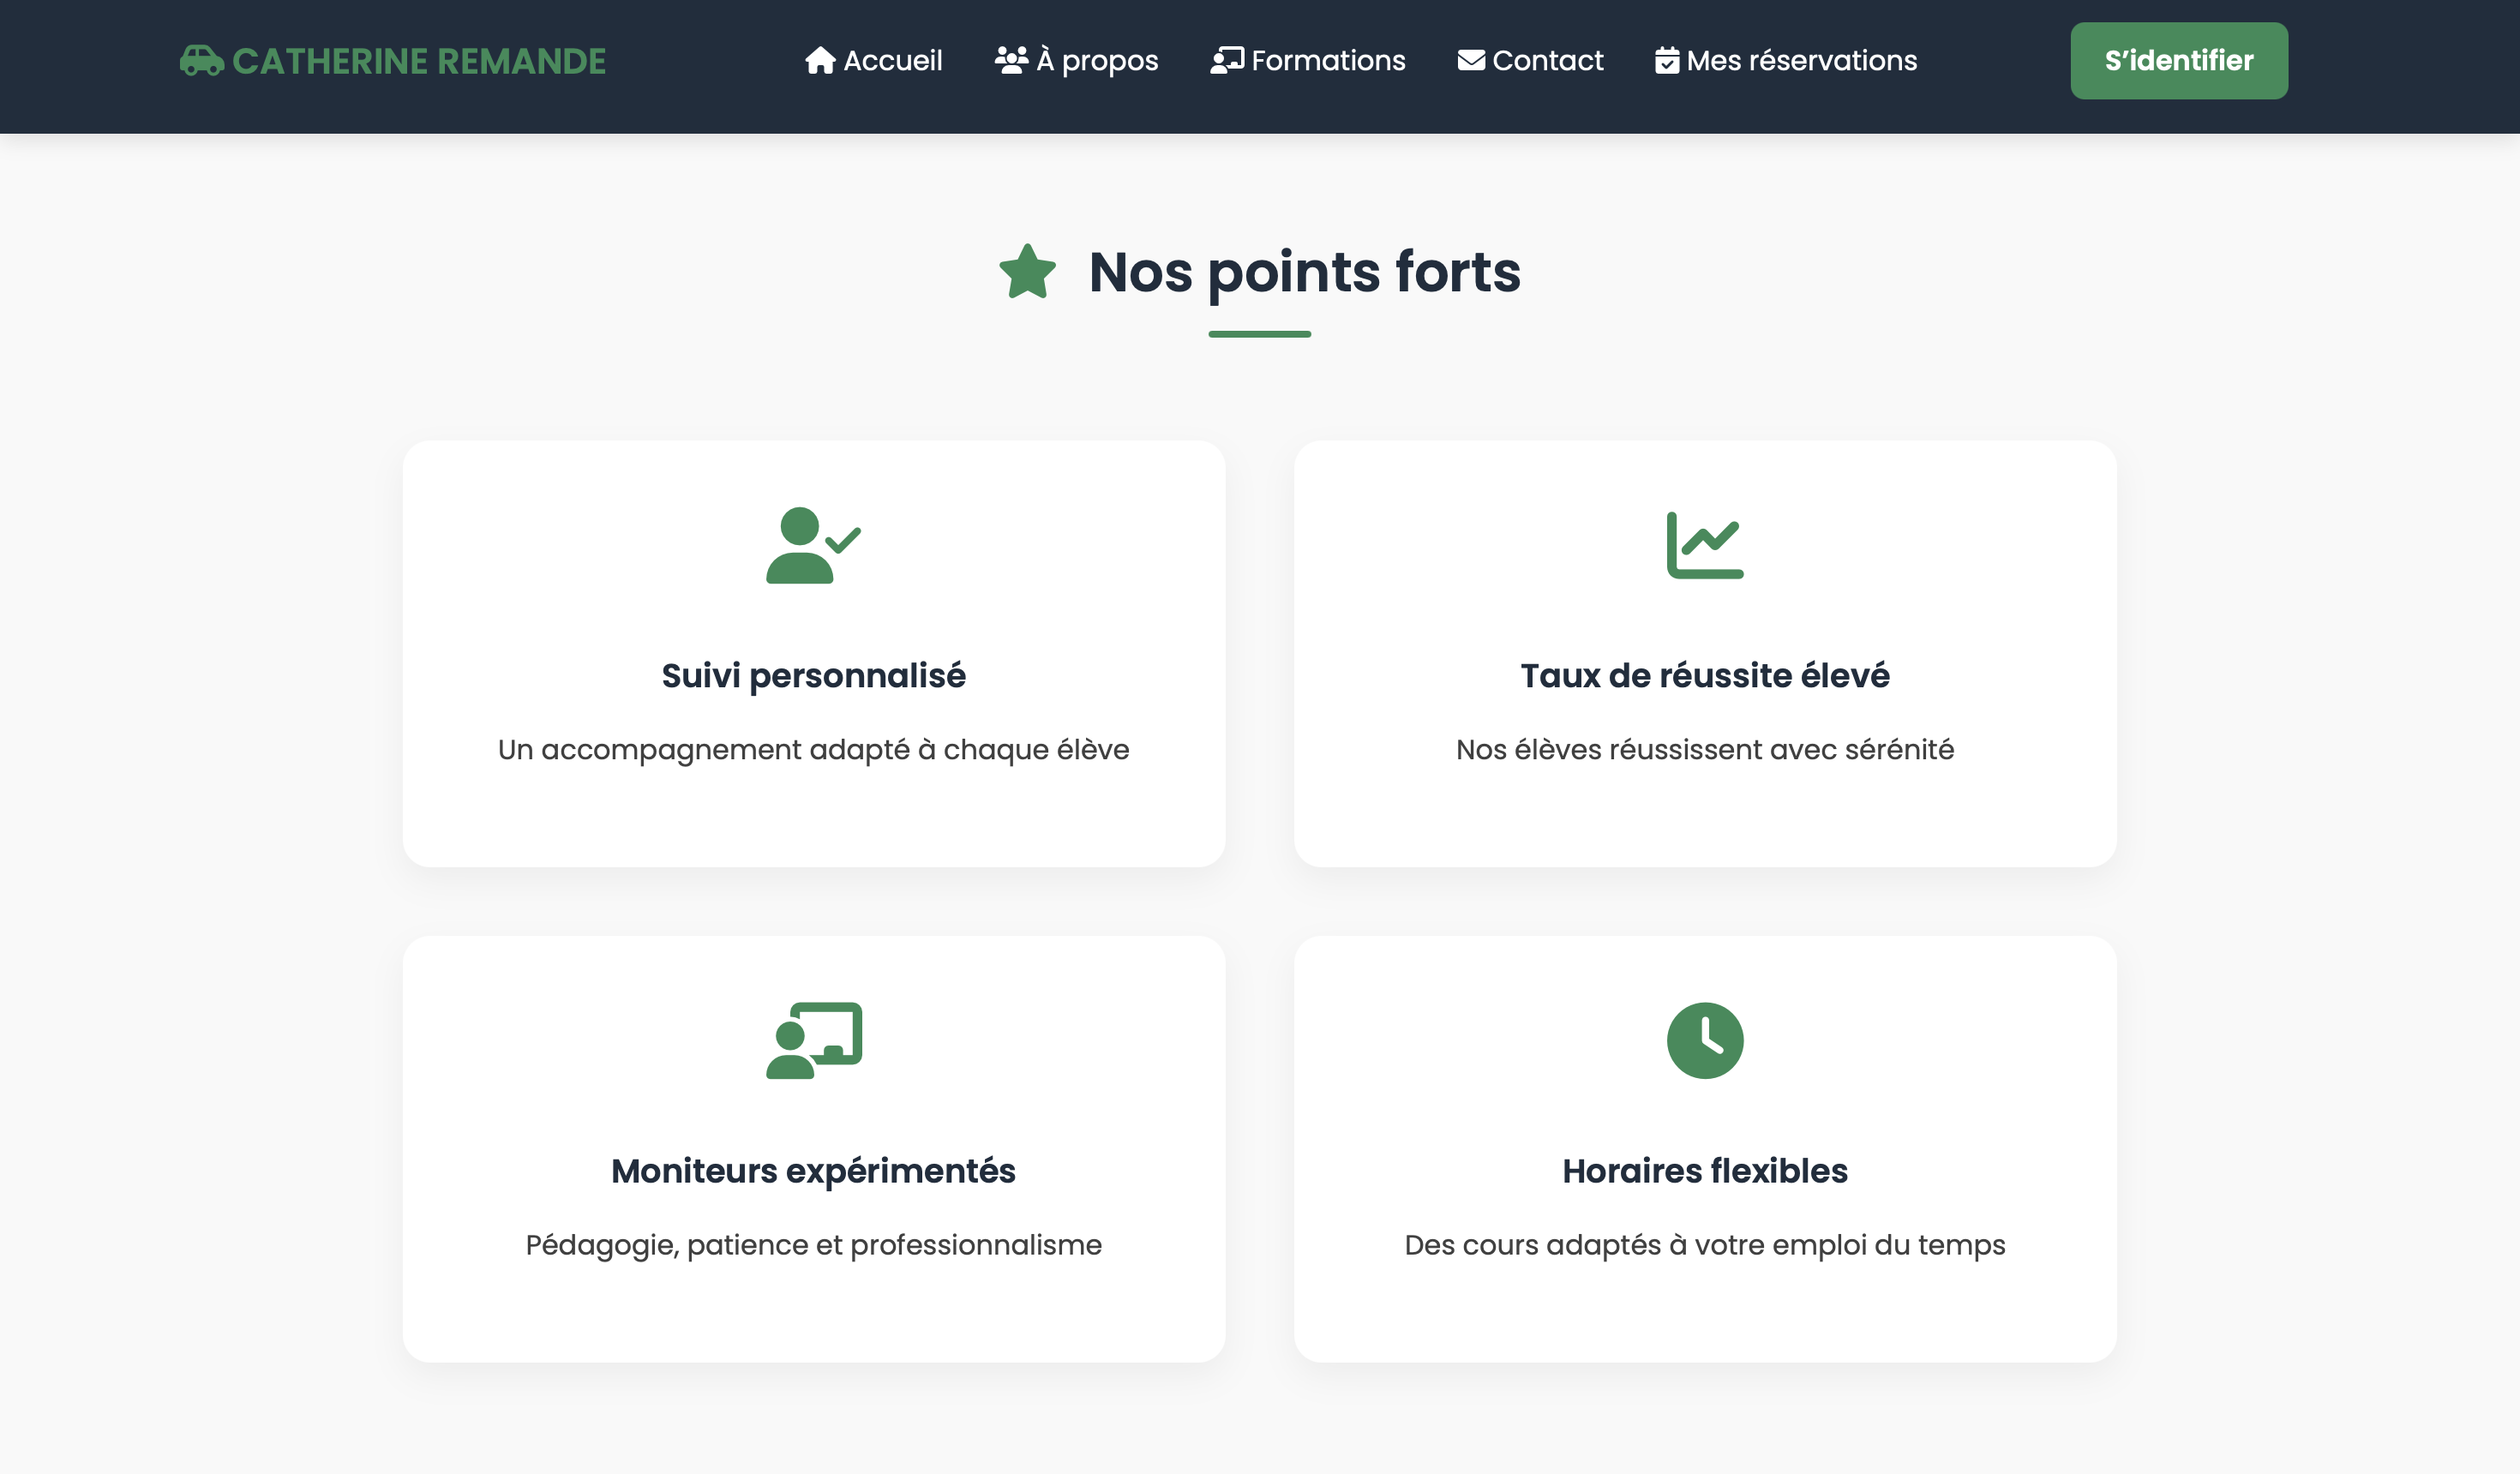 CATHERINE REMANDE
Accueil
À propos
Formations
Contact
Mes réservations
S’identifier
Nos points forts
Suivi personnalisé
Un accompagnement adapté à chaque élève
Taux de réussite élevé
Nos élèves réussissent avec sérénité
Moniteurs expérimentés
Pédagogie, patience et professionnalisme
Horaires flexibles
Des cours adaptés à votre emploi du temps